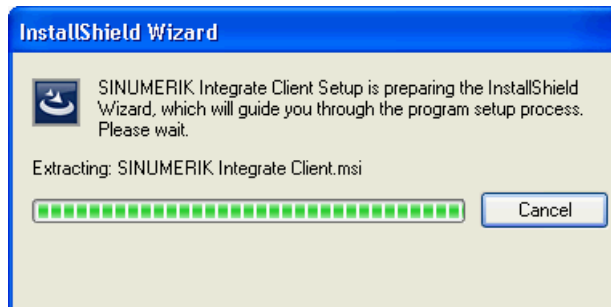 InstallShield Wizard
SINUMERIK Integrate Client Setup is preparing the InstallShield
Wizard, which will guide you through the program setup process.
Please wait.
Extracting: SINUMERIK Integrate Client.msi
Cancel